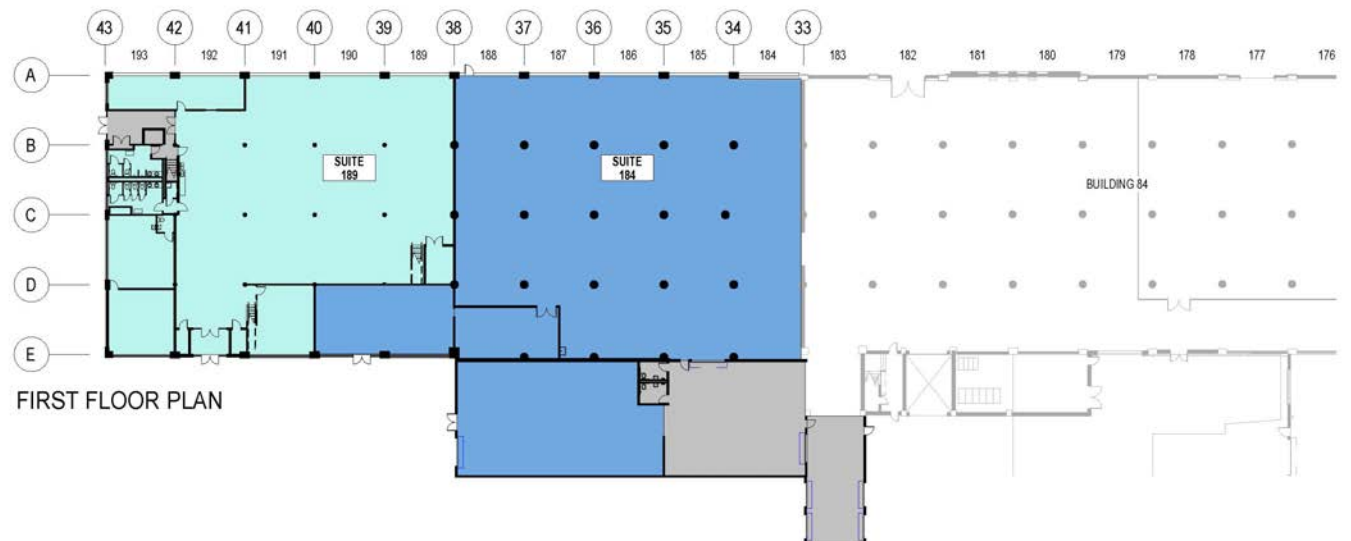 43 42 41 40 39 38 37 36 35 34 33
193 192 191 190 189 188 187 186 185 184 183 182 181 180 179 178 177 176
A
B
SUITE
189
SUITE
184
BUILDING 84
C
D
E
FIRST FLOOR PLAN